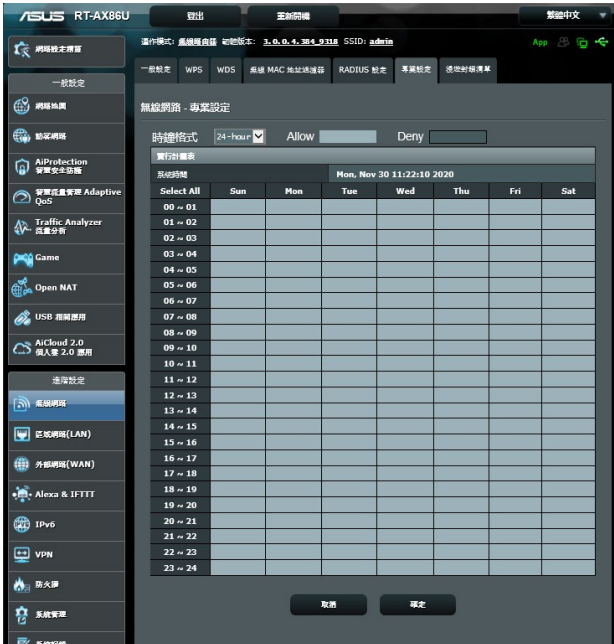 ASUS RT-AX86U 登出 重新開機 繁體中文
操作模式: 無線路由器 韌體版本: 3.0.0.4.384_9318 SSID: admin App
網路設定精靈
一般設定 WPS WDS 無線 MAC 地址過濾器 RADIUS 設定 專業設定 漫遊封鎖清單
一般設定
網路地圖
訪客網路
AiProtection
智慧安全防護
智慧流量管理 Adaptive
QoS
Traffic Analyzer
流量分析
Game
Open NAT
USB 相關應用
AiCloud 2.0
個人雲 2.0 應用
進階設定
無線網路
區域網路(LAN)
外部網路(WAN)
Alexa & IFTTT
IPv6
VPN
防火牆
系統管理
系統記錄
無線網路 - 專業設定
時鐘格式 24-hour Allow Deny
實行計畫表
系統時間 Mon, Nov 30 11:22:10 2020
Select All Sun Mon Tue Wed Thu Fri Sat
00 ~ 01
01 ~ 02
02 ~ 03
03 ~ 04
04 ~ 05
05 ~ 06
06 ~ 07
07 ~ 08
08 ~ 09
09 ~ 10
10 ~ 11
11 ~ 12
12 ~ 13
13 ~ 14
14 ~ 15
15 ~ 16
16 ~ 17
17 ~ 18
18 ~ 19
19 ~ 20
20 ~ 21
21 ~ 22
22 ~ 23
23 ~ 24
取消 確定